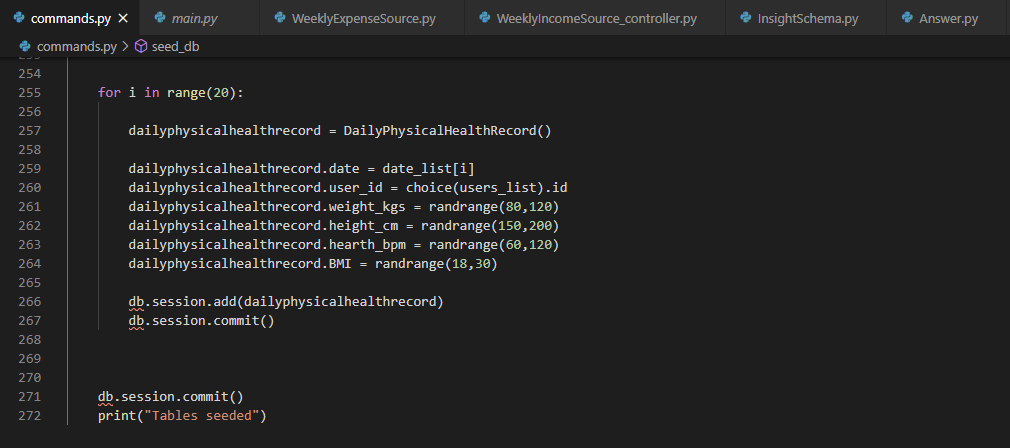 commands.py × main.py WeeklyExpenseSource.py WeeklyIncomeSource_controller.py InsightSchema.py Answer.py
commands.py > seed_db
254
255 for i in range(20):
256
257 dailyphysicalhealthrecord = DailyPhysicalHealthRecord()
258
259 dailyphysicalhealthrecord.date = date_list[i]
260 dailyphysicalhealthrecord.user_id = choice(users_list).id
261 dailyphysicalhealthrecord.weight_kgs = randrange(80,120)
262 dailyphysicalhealthrecord.height_cm = randrange(150,200)
263 dailyphysicalhealthrecord.hearth_bpm = randrange(60,120)
264 dailyphysicalhealthrecord.BMI = randrange(18,30)
265
266 db.session.add(dailyphysicalhealthrecord)
267 db.session.commit()
268
269
270
271 db.session.commit()
272 print("Tables seeded")